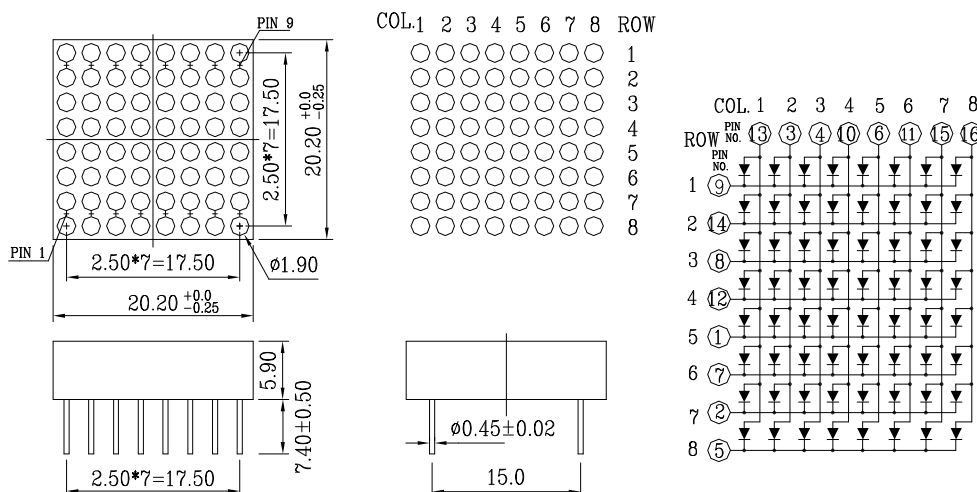 PIN 9
2.50*7=17.50
20.20 +0.0 -0.25
PIN 1
2.50*7=17.50
ø1.90
20.20 +0.0 -0.25
5.90
7.40±0.50
2.50*7=17.50
COL. 1 2 3 4 5 6 7 8 ROW
1
2
3
4
5
6
7
8
ø0.45±0.02
15.0
COL. 1 2 3 4 5 6 7 8
ROW PIN NO. 13 3 4 10 6 11 15 16
PIN NO.
1 9
2 14
3 8
4 12
5 1
6 7
7 2
8 5